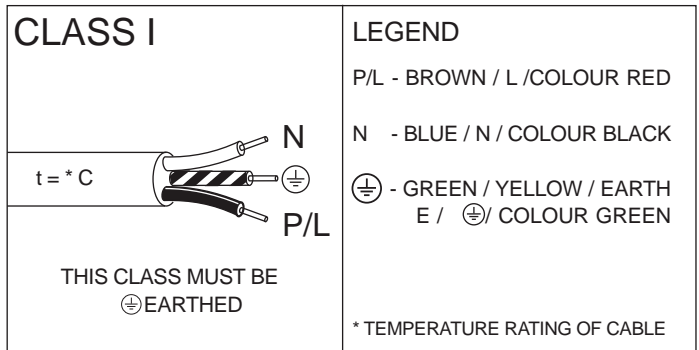 CLASS I
N
t = * C
⏚
P/L
THIS CLASS MUST BE
⏚ EARTHED
LEGEND
P/L - BROWN / L /COLOUR RED
N - BLUE / N / COLOUR BLACK
⏚ - GREEN / YELLOW / EARTH
E / ⏚/ COLOUR GREEN
* TEMPERATURE RATING OF CABLE